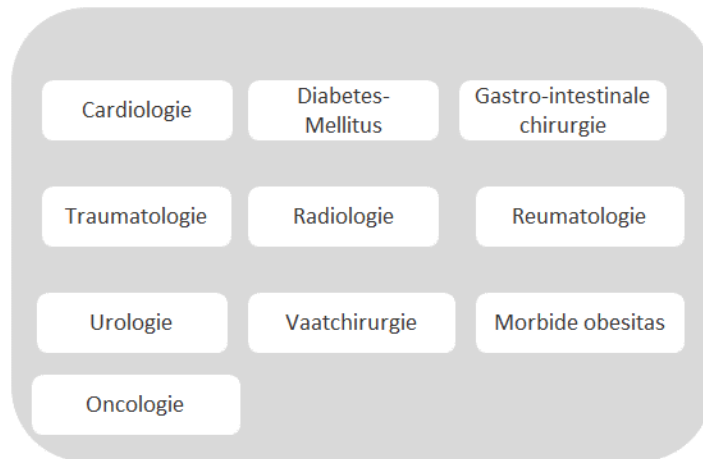 Cardiologie
Diabetes-
Mellitus
Gastro-intestinale
chirurgie
Traumatologie
Radiologie
Reumatologie
Urologie
Vaatchirurgie
Morbide obesitas
Oncologie